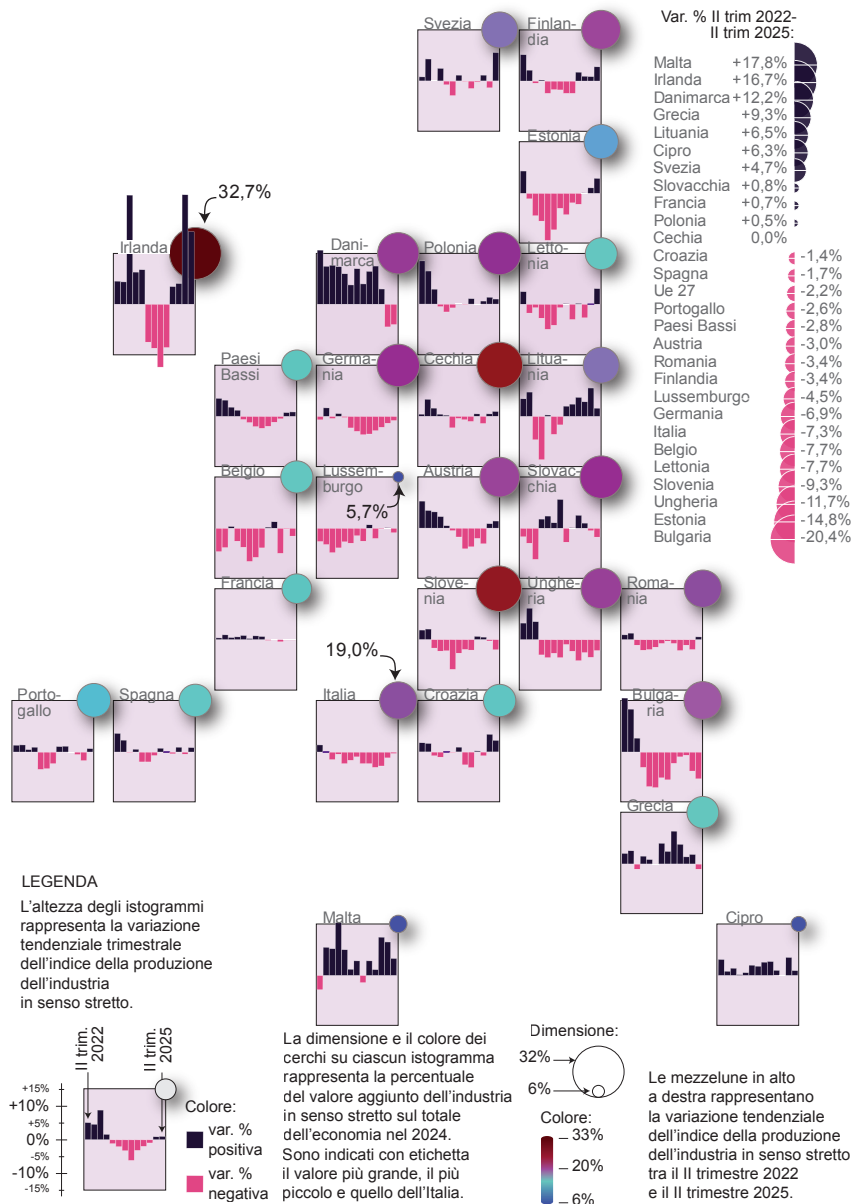 Svezia
Finlan-
dia
Var. % II trim 2022-
II trim 2025:
Malta +17,8%
Irlanda +16,7%
Danimarca +12,2%
Grecia +9,3%
Lituania +6,5%
Cipro +6,3%
Svezia +4,7%
Slovacchia +0,8%
Francia +0,7%
Polonia +0,5%
Cechia 0,0%
Croazia -1,4%
Spagna -1,7%
Ue 27 -2,2%
Portogallo -2,6%
Paesi Bassi -2,8%
Austria -3,0%
Romania -3,4%
Finlandia -3,4%
Lussemburgo -4,5%
Germania -6,9%
Italia -7,3%
Belgio -7,7%
Lettonia -7,7%
Slovenia -9,3%
Ungheria -11,7%
Estonia -14,8%
Bulgaria -20,4%
Estonia
32,7%
Irlanda
Dani-
marca
Polonia
Letto-
nia
Paesi
Bassi
Germa-
nia
Cechia
Litua-
nia
Belgio
Lussem-
burgo
5,7%
Austria
Slovac-
chia
Francia
Slove-
nia
Unghe-
ria
Roma-
nia
19,0%
Porto-
gallo
Spagna
Italia
Croazia
Bulga-
ria
Grecia
Malta
Cipro
LEGENDA
L'altezza degli istogrammi
rappresenta la variazione
tendenziale trimestrale
dell'indice della produzione
dell'industria
in senso stretto.
II trim.
2022
II trim.
2025
+15%
+10%
+5%
0%
-5%
-10%
-15%
Colore:
var. %
positiva
var. %
negativa
La dimensione e il colore dei
cerchi su ciascun istogramma
rappresenta la percentuale
del valore aggiunto dell'industria
in senso stretto sul totale
dell'economia nel 2024.
Sono indicati con etichetta
il valore più grande, il più
piccolo e quello dell'Italia.
Dimensione:
32%
6%
Colore:
33%
20%
6%
Le mezzelune in alto
a destra rappresentano
la variazione tendenziale
dell'indice della produzione
dell'industria in senso stretto
tra il II trimestre 2022
e il II trimestre 2025.